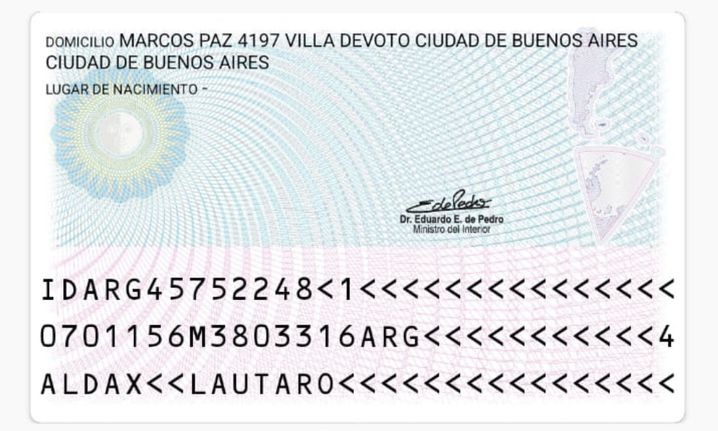 DOMICILIO MARCOS PAZ 4197 VILLA DEVOTO CIUDAD DE BUENOS AIRES
CIUDAD DE BUENOS AIRES
LUGAR DE NACIMIENTO -
EdePedro
Dr. Eduardo E. de Pedro
Ministro del Interior
IDARG45752248<1<<<<<<<<<<<<<<<
0701156M3803316ARG<<<<<<<<<<<4
ALDAX<<LAUTARO<<<<<<<<<<<<<<<<